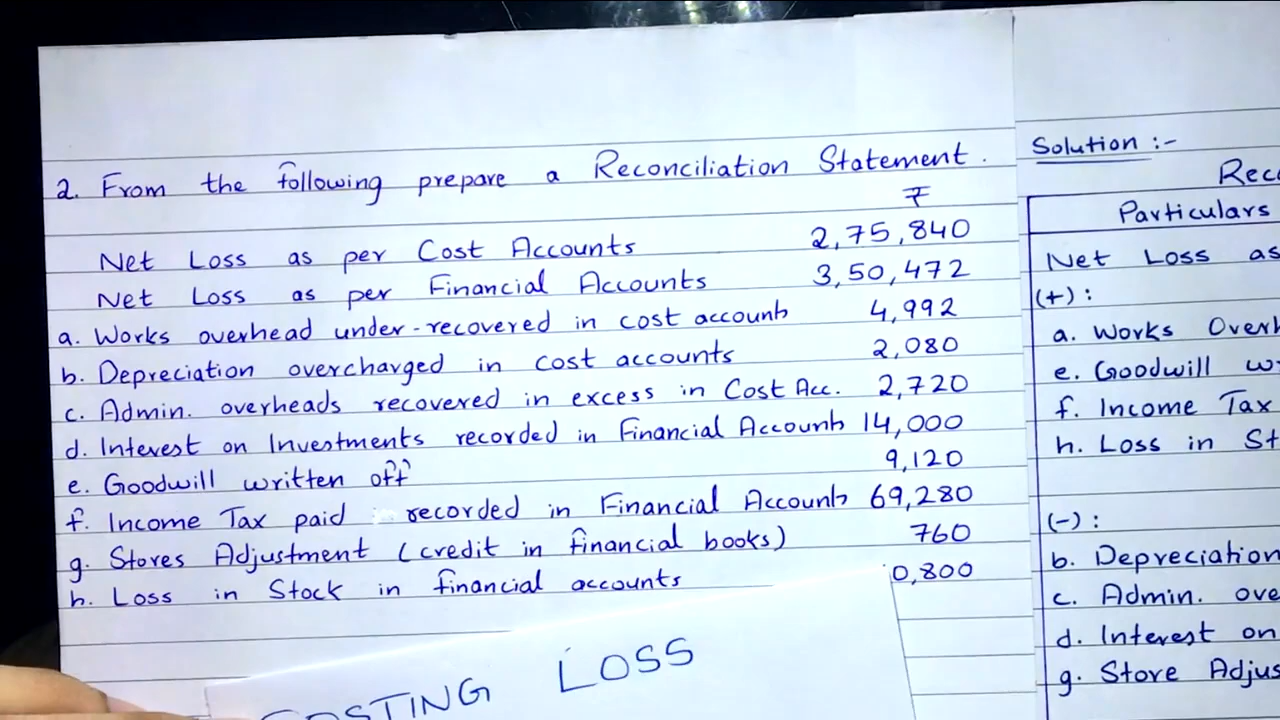 2. From the following prepare a Reconciliation Statement.
₹
Net Loss as per Cost Accounts 2,75,840
Net Loss as per Financial Accounts 3,50,472
a. Works overhead under-recovered in cost accounts 4,992
b. Depreciation overcharged in cost accounts 2,080
c. Admin. overheads recovered in excess in Cost Acc. 2,720
d. Interest on Investments recorded in Financial Accounts 14,000
e. Goodwill written off 9,120
f. Income Tax paid recorded in Financial Accounts 69,280
g. Stores Adjustment (credit in financial books) 760
h. Loss in Stock in financial accounts 0,800
LOSS
Solution :-
Particulars
Net Loss as
(+) :
a. Works
e. Goodwill
f. Income Tax
h. Loss in
(-) :
b. Depreciation
c. Admin.
d. Interest on
g. Store